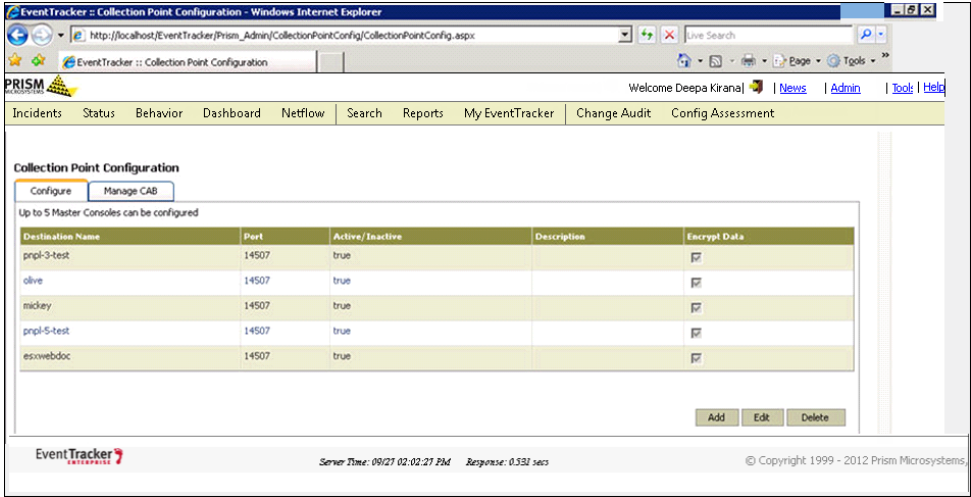 EventTracker :: Collection Point Configuration - Windows Internet Explorer
http://localhost/EventTracker/Prism_Admin/CollectionPointConfig/CollectionPointConfig.aspx
Live Search
EventTracker :: Collection Point Configuration
Page
Tools
»
PRISM
MICROSYSTEMS
Welcome Deepa Kiranal | News | Admin | Tools | Help
Incidents Status Behavior Dashboard Netflow Search Reports My EventTracker Change Audit Config Assessment
Collection Point Configuration
Configure Manage CAB
Up to 5 Master Consoles can be configured
Destination Name Port Active/Inactive Description Encrypt Data
pnpl-3-test 14507 true
olive 14507 true
mickey 14507 true
pnpl-5-test 14507 true
esxwebdoc 14507 true
Add Edit Delete
EventTracker
ENTERPRISE
Server Time: 09/27 02:02:27 PM Response: 0.531 secs
© Copyright 1999 - 2012 Prism Microsystems,